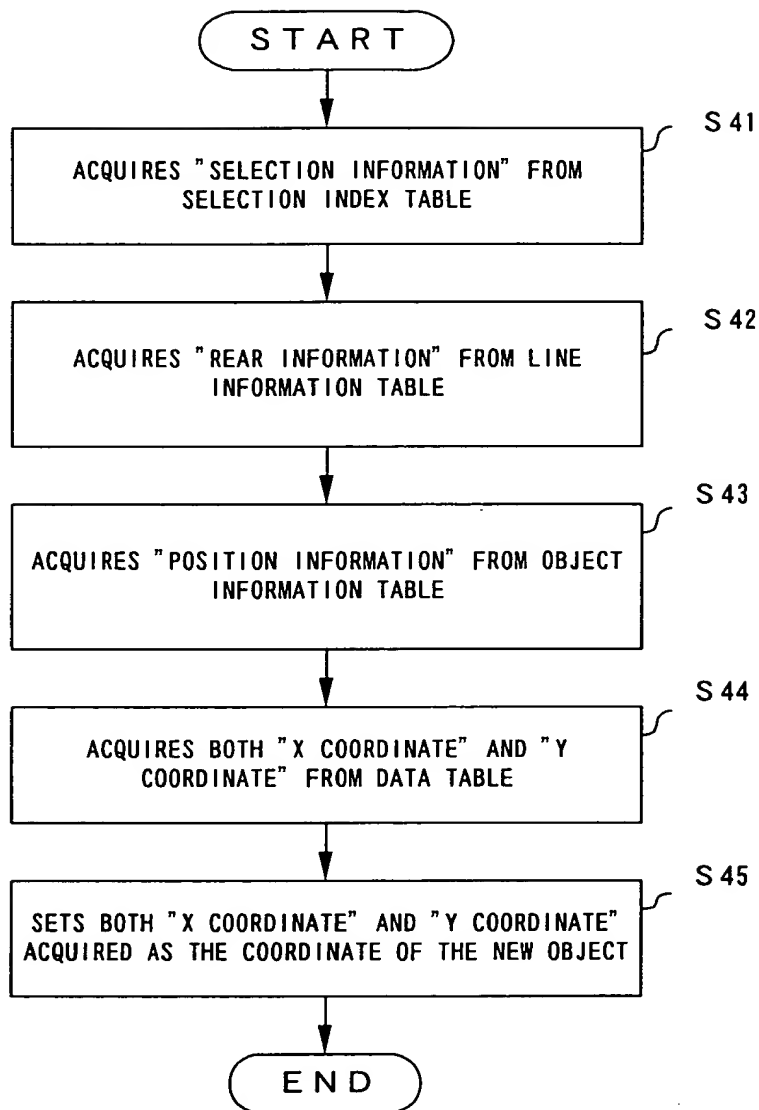 START
S41
ACQUIRES "SELECTION INFORMATION" FROM
SELECTION INDEX TABLE
S42
ACQUIRES "REAR INFORMATION" FROM LINE
INFORMATION TABLE
S43
ACQUIRES "POSITION INFORMATION" FROM OBJECT
INFORMATION TABLE
S44
ACQUIRES BOTH "X COORDINATE" AND "Y
COORDINATE" FROM DATA TABLE
S45
SETS BOTH "X COORDINATE" AND "Y COORDINATE"
ACQUIRED AS THE COORDINATE OF THE NEW OBJECT
END